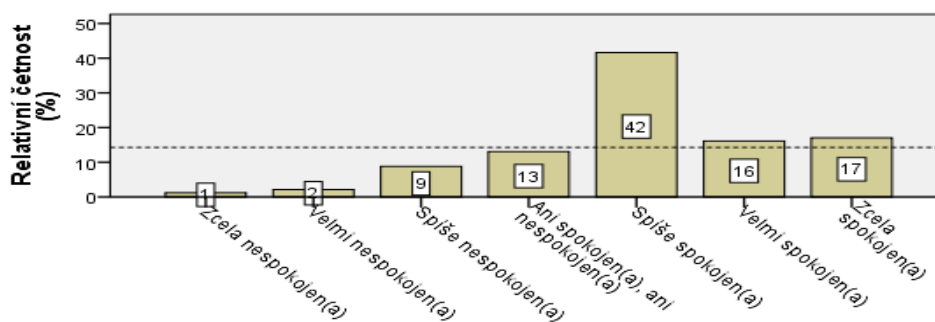 Relativní četnost
(%)
50
40
30
20
10
0
1
2
9
13
42
16
17
Zcela nespokojen(a)
Velmi nespokojen(a)
Spíše nespokojen(a)
Ani spokojen(a), ani
nespokojen(a)
Spíše spokojen(a)
Velmi spokojen(a)
Zcela
spokojen(a)